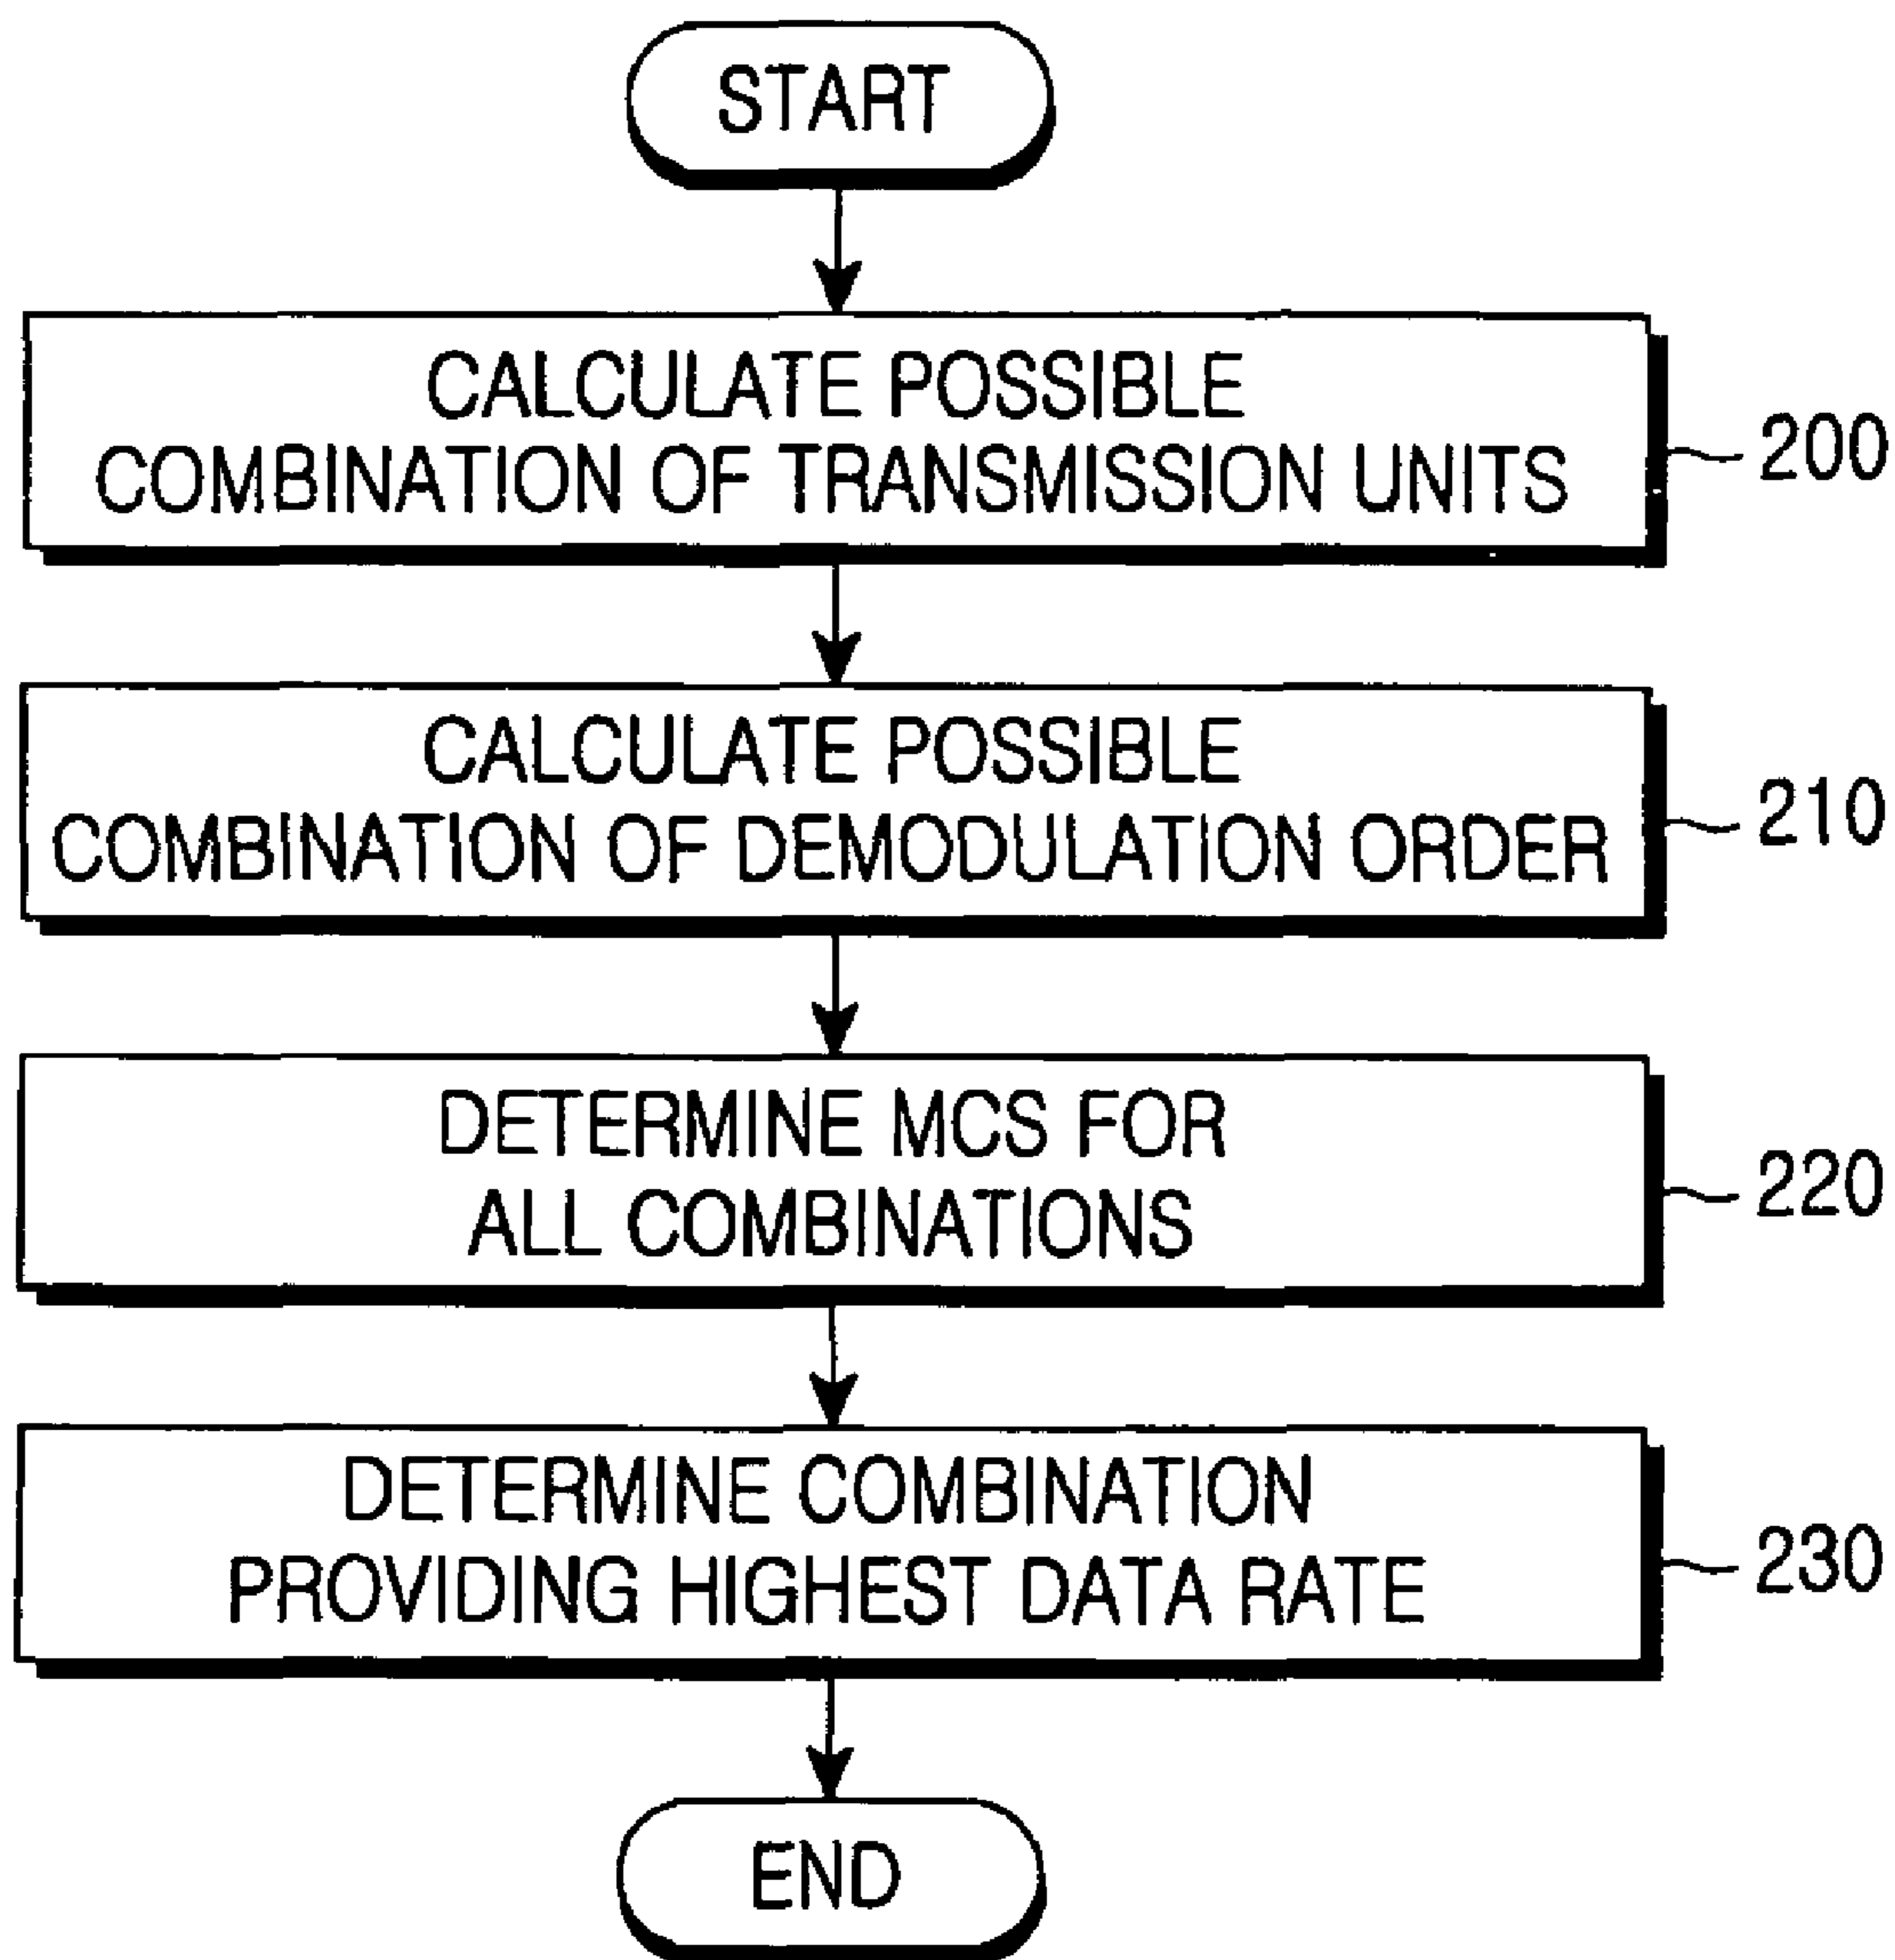 START
CALCULATE POSSIBLE
COMBINATION OF TRANSMISSION UNITS
200
CALCULATE POSSIBLE
COMBINATION OF DEMODULATION ORDER
210
DETERMINE MCS FOR
ALL COMBINATIONS
220
DETERMINE COMBINATION
PROVIDING HIGHEST DATA RATE
230
END